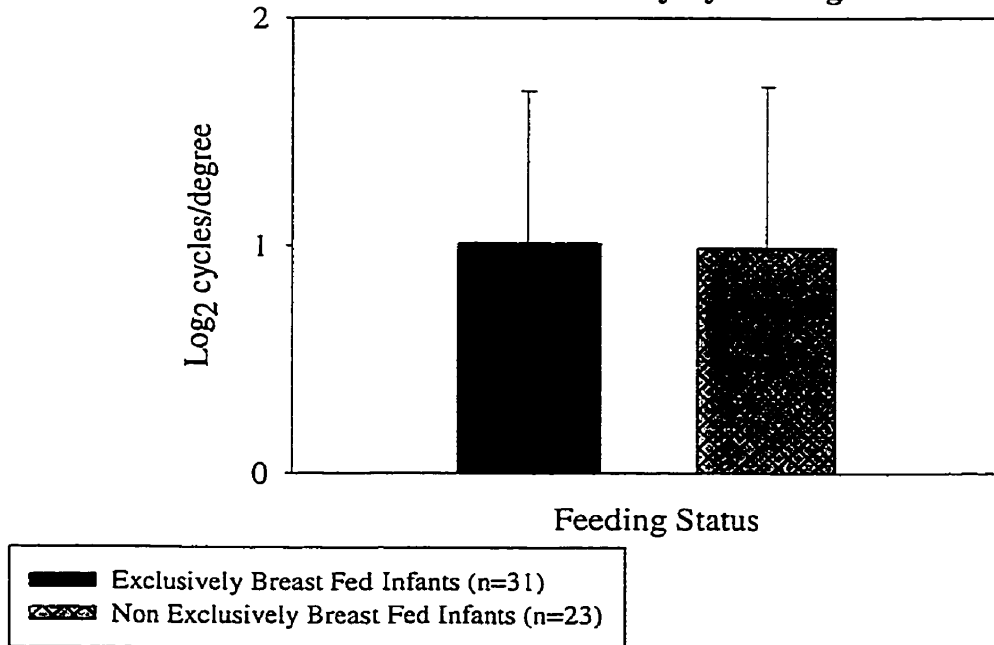 2
1
0
Log2 cycles/degree
Feeding Status
Exclusively Breast Fed Infants (n=31)
Non Exclusively Breast Fed Infants (n=23)